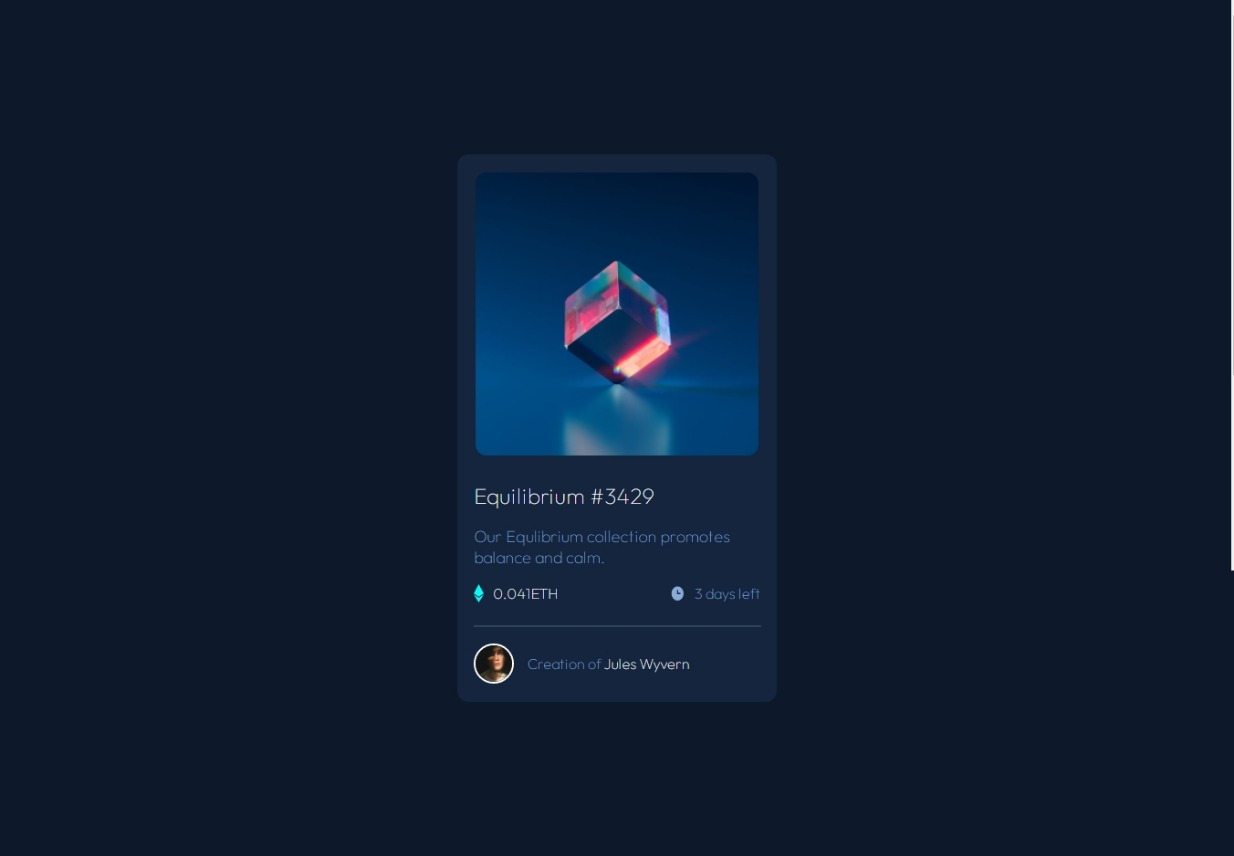 Equilibrium #3429
Our Equlibrium collection promotes
balance and calm.
0.041ETH
3 days left
Creation of Jules Wyvern